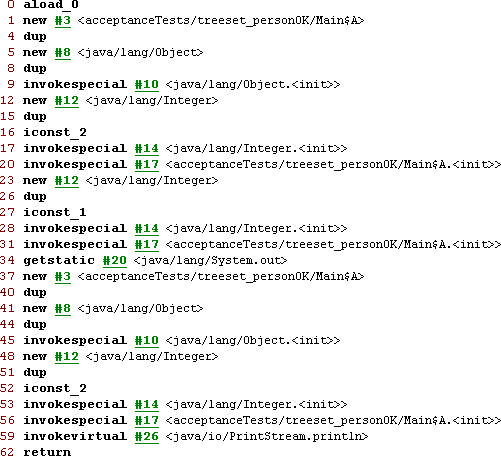 0 aload_0
1 new #3 <acceptanceTests/treeset_personOK/Main$A>
4 dup
5 new #8 <java/lang/Object>
8 dup
9 invokespecial #10 <java/lang/Object.<init>>
12 new #12 <java/lang/Integer>
15 dup
16 iconst_2
17 invokespecial #14 <java/lang/Integer.<init>>
20 invokespecial #17 <acceptanceTests/treeset_personOK/Main$A.<init>>
23 new #12 <java/lang/Integer>
26 dup
27 iconst_1
28 invokespecial #14 <java/lang/Integer.<init>>
31 invokespecial #17 <acceptanceTests/treeset_personOK/Main$A.<init>>
34 getstatic #20 <java/lang/System.out>
37 new #3 <acceptanceTests/treeset_personOK/Main$A>
40 dup
41 new #8 <java/lang/Object>
44 dup
45 invokespecial #10 <java/lang/Object.<init>>
48 new #12 <java/lang/Integer>
51 dup
52 iconst_2
53 invokespecial #14 <java/lang/Integer.<init>>
56 invokespecial #17 <acceptanceTests/treeset_personOK/Main$A.<init>>
59 invokevirtual #26 <java/io/PrintStream.println>
62 return